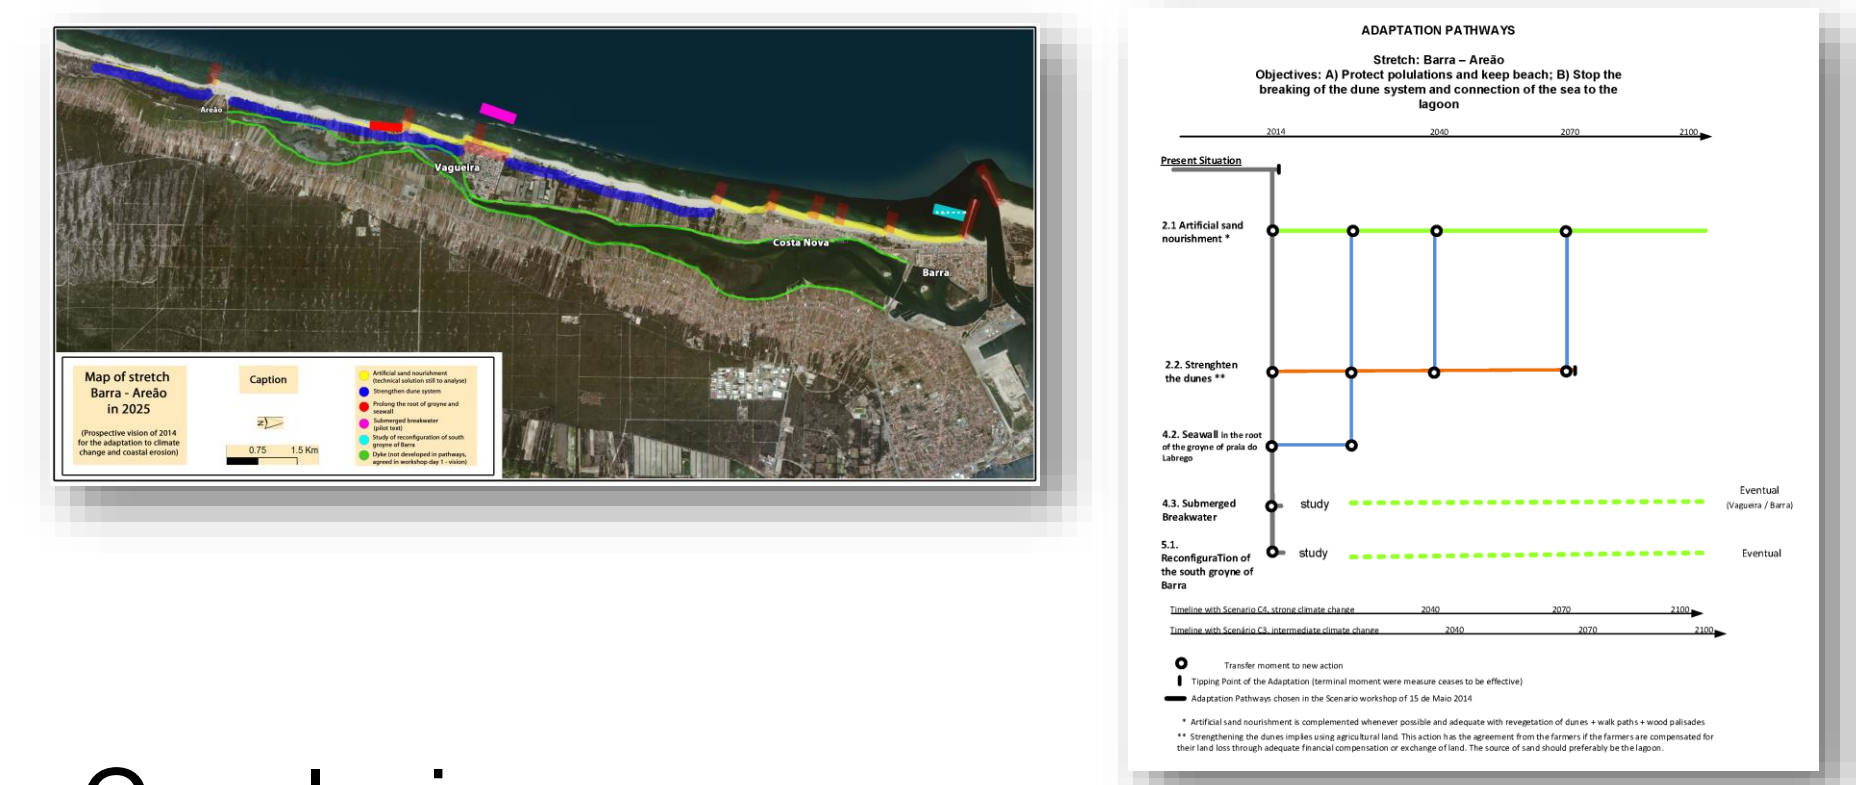 Areão
Vagueira
Costa Nova
Barra
Map of stretch
Barra - Areão
in 2025
(Prospective vision of 2014
for the adaptation to climate
change and coastal erosion)
Caption
N
0.75 1.5 Km
Artificial sand nourishment
(technical solution still to analyse)
Strengthen dune system
Prolong the root of groyne and
seawall
Submerged breakwater
(pilot test)
Study of reconfiguration of south
groyne of Barra
Dyke (not developed in pathways,
agreed in workshop day 1 - vision)
ADAPTATION PATHWAYS
Stretch: Barra – Areão
Objectives: A) Protect polulations and keep beach; B) Stop the
breaking of the dune system and connection of the sea to the
lagoon
2014 2040 2070 2100
Present Situation
2.1 Artificial sand
nourishment *
2.2. Strenghten
the dunes **
4.2. Seawall in the root
of the groyne of praia do
Labrego
4.3. Submerged
Breakwater
study
Eventual
(Vagueira / Barra)
5.1.
ReconfiguraTion of
the south groyne of
Barra
study
Eventual
Timeline with Scenario C4, strong climate change 2040 2070 2100
Timeline with Scenário C3, intermediate climate change 2040 2070 2100
Transfer moment to new action
Tipping Point of the Adaptation (terminal moment were measure ceases to be effective)
Adaptation Pathways chosen in the Scenario workshop of 15 de Maio 2014
* Artificial sand nourishment is complemented whenever possible and adequate with revegetation of dunes + walk paths + wood palisades
** Strengthening the dunes implies using agricultural land. This action has the agreement from the farmers if the farmers are compensated for
their land loss through adequate financial compensation or exchange of land. The source of sand should preferably be the lagoon.